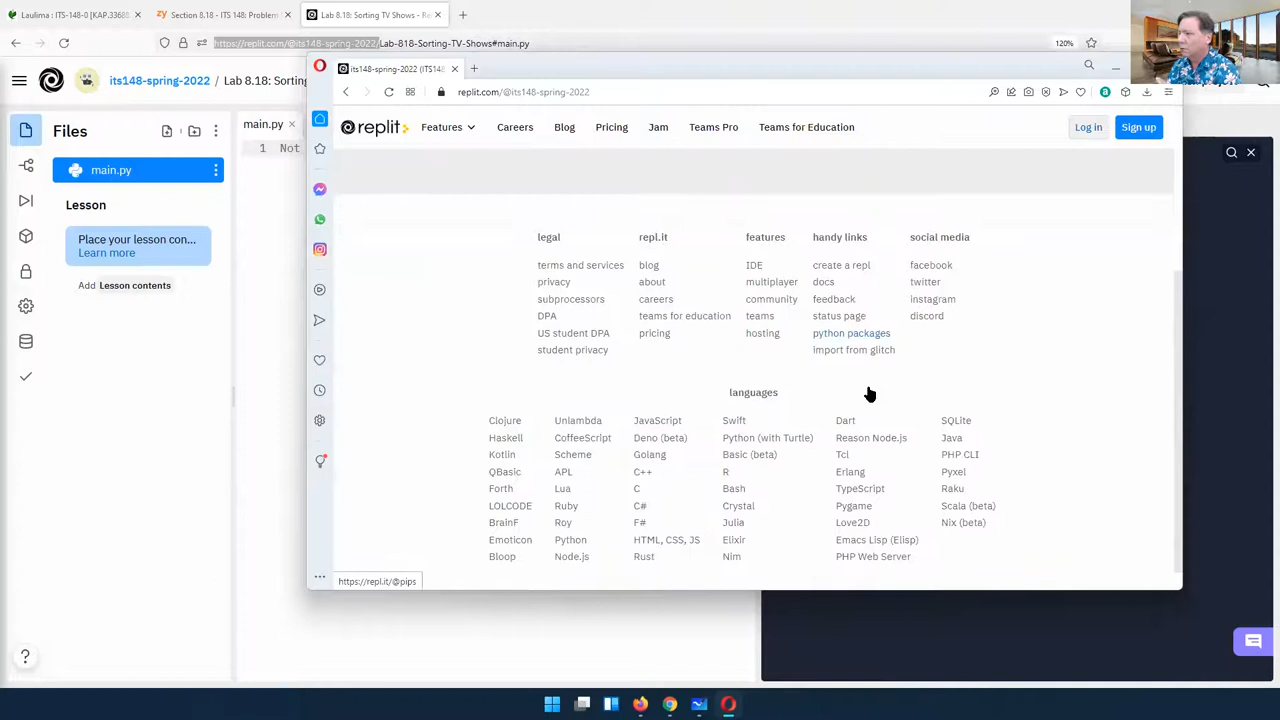 Laulima : ITS-148-0 [KAP.33688
Section 8.18 - ITS 148: Problem
Lab 8.18: Sorting TV Shows - Re
https://replit.com/@its148-spring-2022/Lab-818-Sorting-TV-Shows#main.py
120%
its148-spring-2022 / Lab 8.18: Sorting
its148-spring-2022 (ITS14
replit.com/@its148-spring-2022
Files
main.py
main.py
1 Not
Lesson
Place your lesson con...
Learn more
Add Lesson contents
replit
Features
Careers
Blog
Pricing
Jam
Teams Pro
Teams for Education
Log in
Sign up
legal
terms and services
privacy
subprocessors
DPA
US student DPA
student privacy
repl.it
blog
about
careers
teams for education
pricing
features
IDE
multiplayer
community
teams
hosting
handy links
create a repl
docs
feedback
status page
python packages
import from glitch
social media
facebook
twitter
instagram
discord
languages
Clojure
Haskell
Kotlin
QBasic
Forth
LOLCODE
BrainF
Emoticon
Bloop
Unlambda
CoffeeScript
Scheme
APL
Lua
Ruby
Roy
Python
Node.js
JavaScript
Deno (beta)
Golang
C++
C
C#
F#
HTML, CSS, JS
Rust
Swift
Python (with Turtle)
Basic (beta)
R
Bash
Crystal
Julia
Elixir
Nim
Dart
Reason Node.js
Tcl
Erlang
TypeScript
Pygame
Love2D
Emacs Lisp (Elisp)
PHP Web Server
SQLite
Java
PHP CLI
Pyxel
Raku
Scala (beta)
Nix (beta)
https://repl.it/@pips